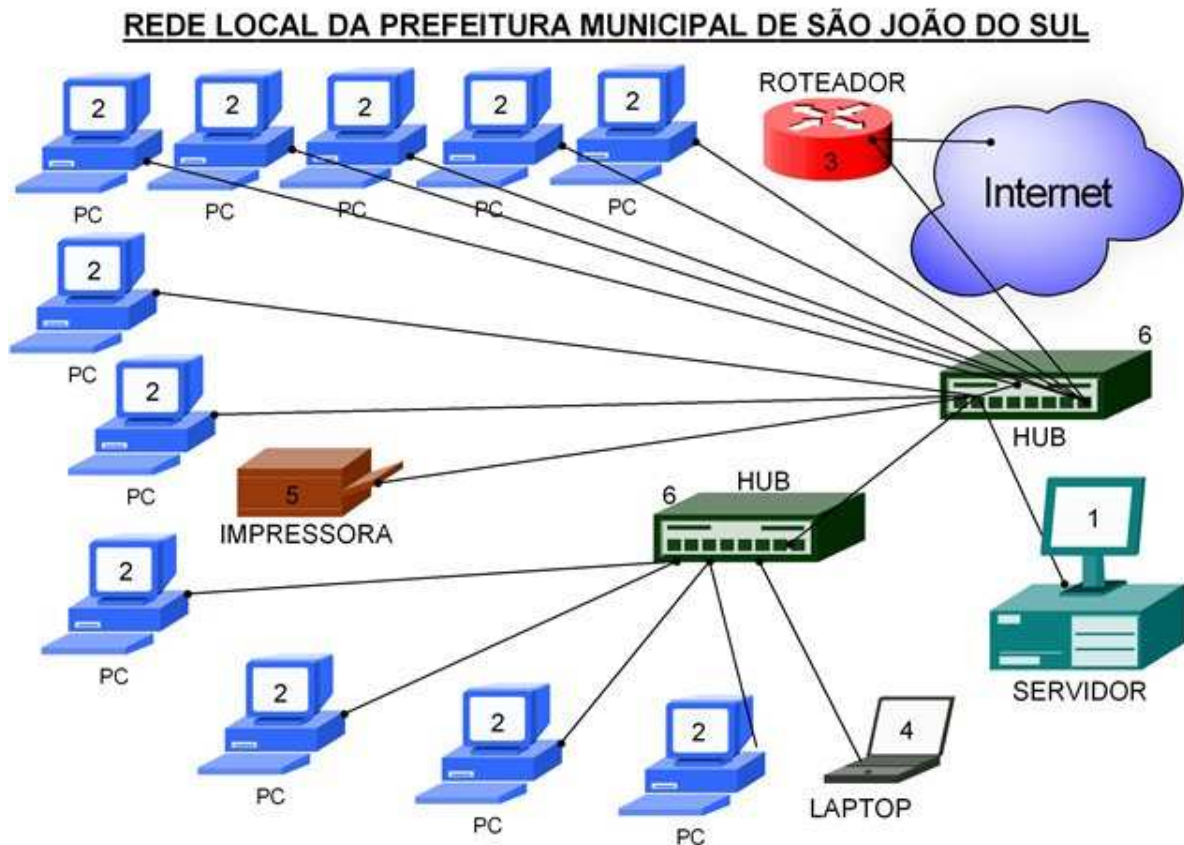 REDE LOCAL DA PREFEITURA MUNICIPAL DE SÃO JOÃO DO SUL
2
2
2
2
2
PC
PC
PC
PC
PC
ROTEADOR
3
Internet
2
PC
2
PC
6
HUB
5
IMPRESSORA
HUB
6
1
SERVIDOR
2
PC
2
PC
2
PC
2
PC
4
LAPTOP